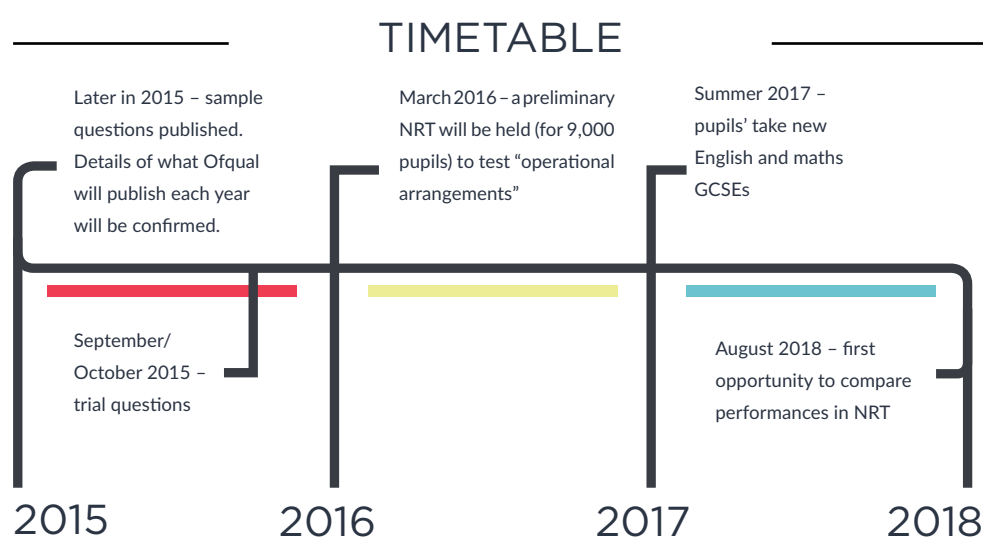 TIMETABLE
Later in 2015 – sample
questions published.
Details of what Ofqual
will publish each year
will be confirmed.
March 2016 – a preliminary
NRT will be held (for 9,000
pupils) to test “operational
arrangements”
Summer 2017 –
pupils’ take new
English and maths
GCSEs
September/
October 2015 –
trial questions
August 2018 – first
opportunity to compare
performances in NRT
2015
2016
2017
2018